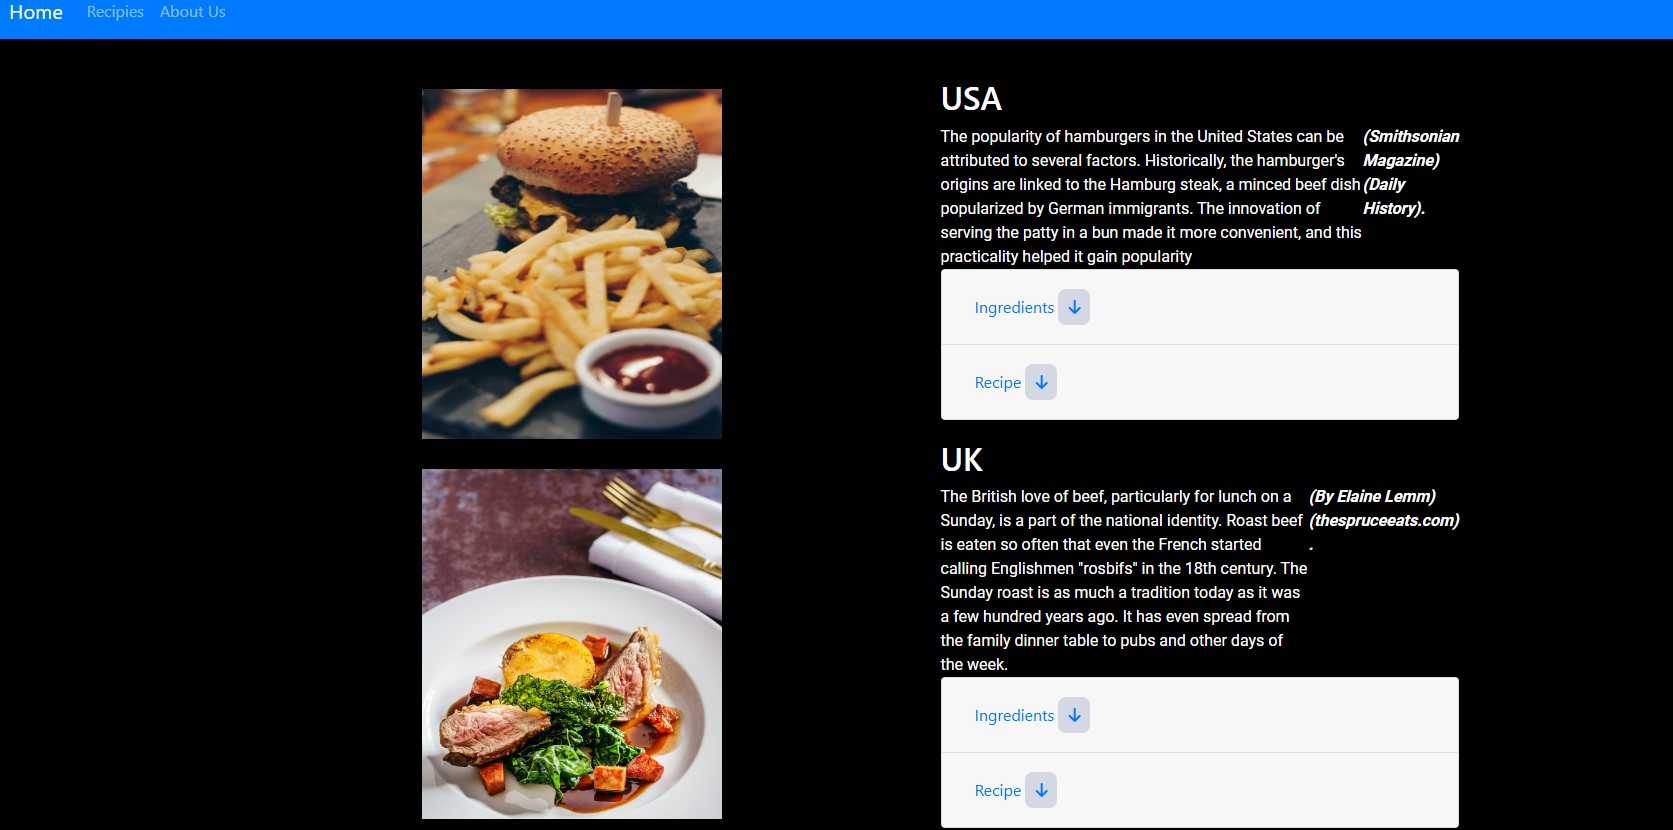 Home Recipies About Us
USA
The popularity of hamburgers in the United States can be
attributed to several factors. Historically, the hamburger's
origins are linked to the Hamburg steak, a minced beef dish
popularized by German immigrants. The innovation of
serving the patty in a bun made it more convenient, and this
practicality helped it gain popularity
(Smithsonian
Magazine)
(Daily
History).
Ingredients
Recipe
UK
The British love of beef, particularly for lunch on a
Sunday, is a part of the national identity. Roast beef
is eaten so often that even the French started
calling Englishmen "rosbifs" in the 18th century. The
Sunday roast is as much a tradition today as it was
a few hundred years ago. It has even spread from
the family dinner table to pubs and other days of
the week.
(By Elaine Lemm)
(thespruceeats.com)
.
Ingredients
Recipe